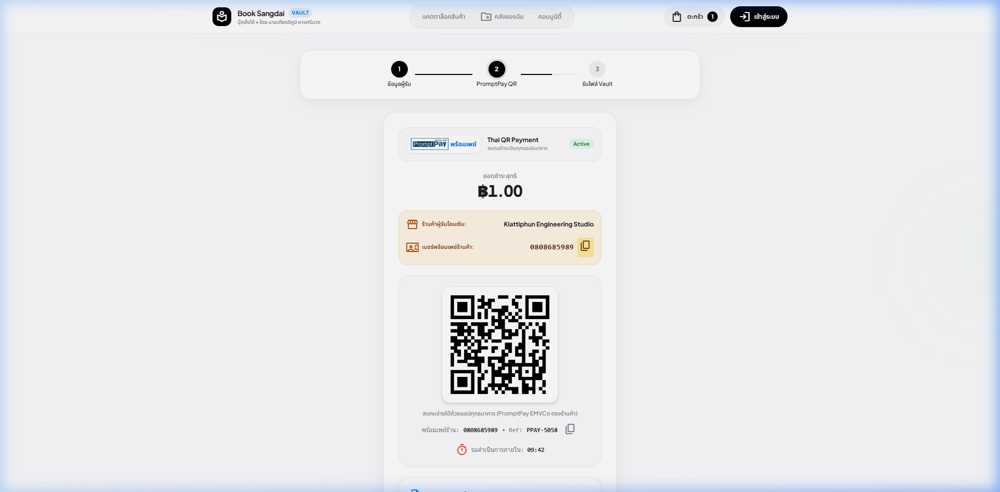 Book Sangdai VAULT
บุ๊คสั่งได้ • โดย นายเกียรติภูมิ หารศรีนาถ
แคตตาล็อกสินค้า
คลังของฉัน
คอมมูนิตี้
ตะกร้า 1
เข้าสู่ระบบ
1
ข้อมูลผู้รับ
2
PromptPay QR
3
รับไฟล์ Vault
พร้อมเพย์
PromptPay
พร้อมเพย์
Thai QR Payment
สแกนชำระเงินทุกแอปธนาคาร
Active
ยอดชำระสุทธิ
฿1.00
ร้านค้าผู้รับโอนเงิน: Kiattiphun Engineering Studio
เบอร์พร้อมเพย์ร้านค้า: 0808685989
สแกนจ่ายได้ด้วยแอปทุกธนาคาร (PromptPay EMVCo ตรงร้านค้า)
พร้อมเพย์ร้าน: 0808685989 • Ref: PPAY-5058
รอดำเนินการภายใน: 09:42